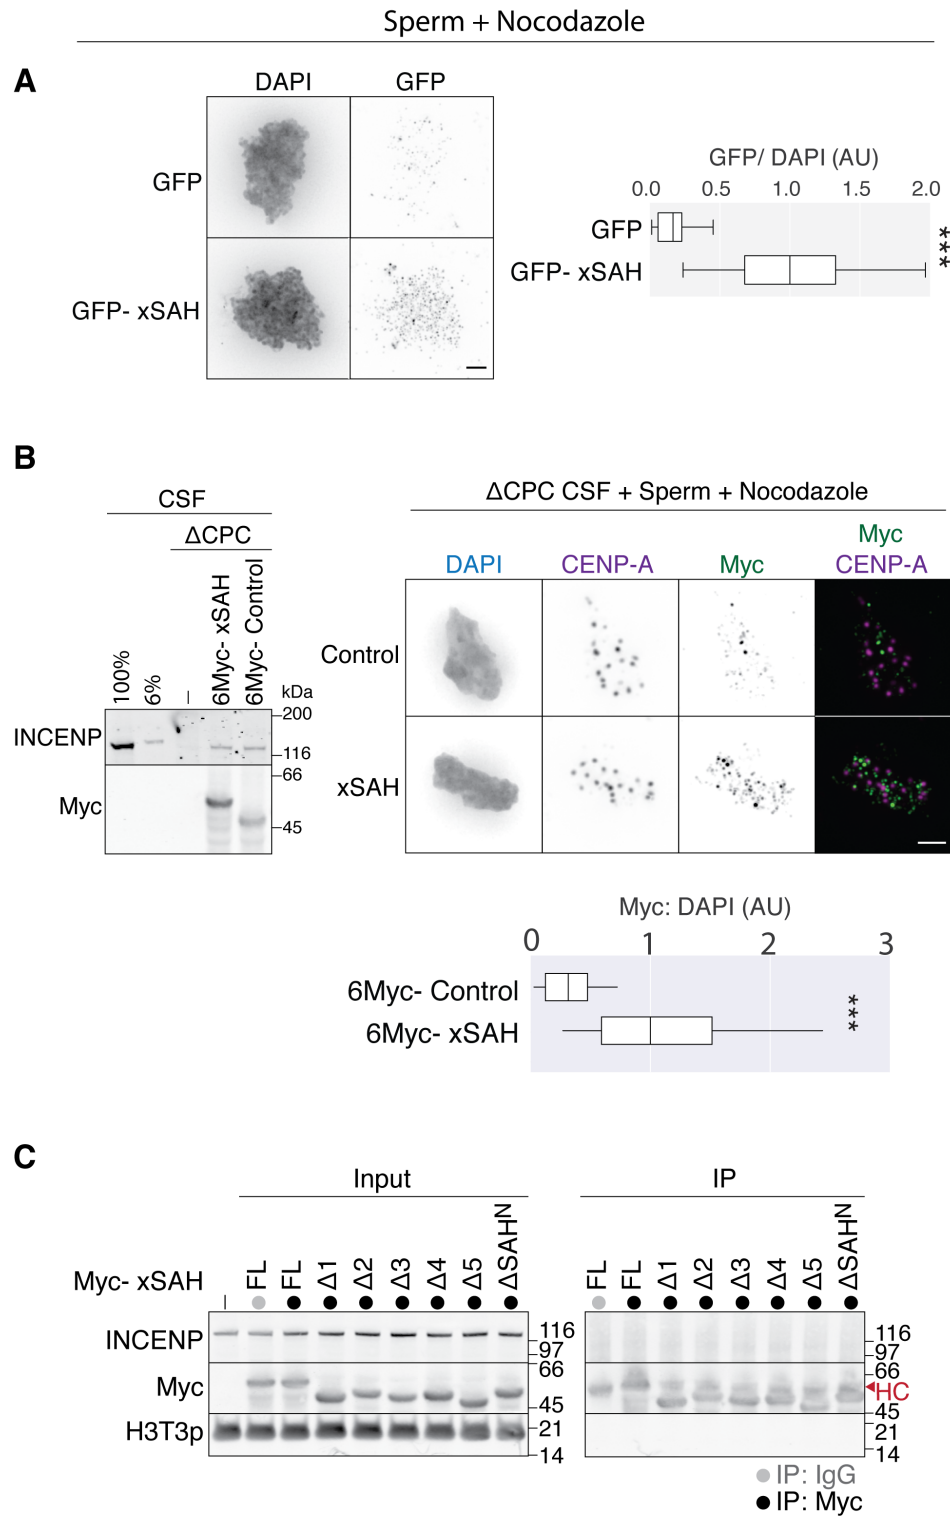 Sperm + Nocodazole
A
DAPI GFP
GFP
GFP- xSAH
GFP/ DAPI (AU)
0.0 0.5 1.0 1.5 2.0
GFP
GFP- xSAH
***
B
CSF
ΔCPC
100% 6% – 6Myc- xSAH 6Myc- Control
kDa
INCENP
200
116
66
Myc
45
ΔCPC CSF + Sperm + Nocodazole
Myc
DAPI CENP-A Myc CENP-A
Control
xSAH
Myc: DAPI (AU)
0 1 2 3
6Myc- Control
6Myc- xSAH
***
C
Input IP
Myc- xSAH – FL FL Δ1 Δ2 Δ3 Δ4 Δ5 ΔSAHN FL FL Δ1 Δ2 Δ3 Δ4 Δ5 ΔSAHN
INCENP 116 116
97 97
66 66
Myc HC
45 45
H3T3p 21 21
14 14
IP: IgG
IP: Myc